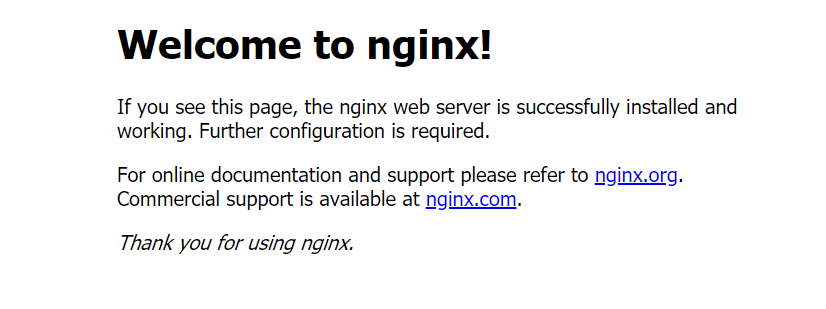 Welcome to nginx!
If you see this page, the nginx web server is successfully installed and
working. Further configuration is required.
For online documentation and support please refer to nginx.org.
Commercial support is available at nginx.com.
Thank you for using nginx.